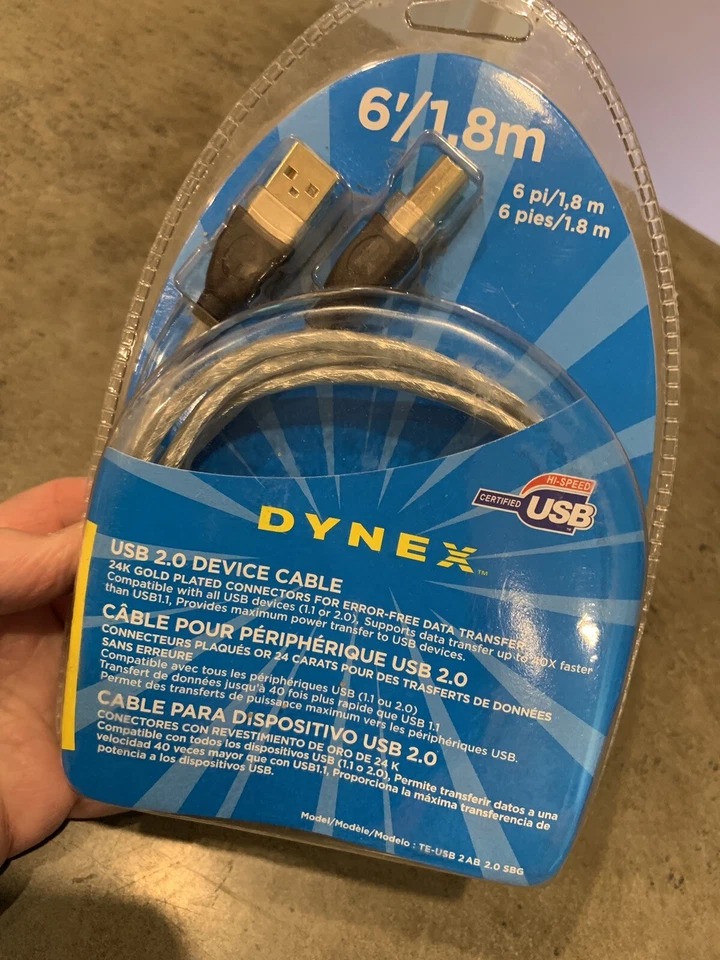 6'/1,8m
6 pi/1,8 m
6 pies/1.8 m
HI-SPEED
CERTIFIED
USB
DYNEX™
USB 2.0 DEVICE CABLE
24K GOLD PLATED CONNECTORS FOR ERROR-FREE DATA TRANSFER
Compatible with all USB devices (1.1 or 2.0), Supports data transfer up to 40X faster
than USB1.1, Provides maximum power transfer to USB devices.
CÂBLE POUR PÉRIPHÉRIQUE USB 2.0
CONNECTEURS PLAQUÉS OR 24 CARATS POUR DES TRASFERTS DE DONNÉES
SANS ERREURE
Compatible avec tous les périphériques USB (1.1 ou 2.0)
Transfert de données jusqu'à 40 fois plus rapide que USB 1.1
Permet des transferts de puissance maximum vers les périphériques USB.
CABLE PARA DiSPOSITIVO USB 2.0
CONECTORES CON REVESTIMIENTO DE ORO DE 24 K
Compatible con todos los dispositivos USB (1.1 o 2.0), Permite transferir datos a una
velocidad 40 veces mayor que con USB1.1, Proporciona la máxima transferencia de
potencia a los dispositivos USB.
Model/Modèle/Modelo : TE-USB 2 AB 2.0 SBG